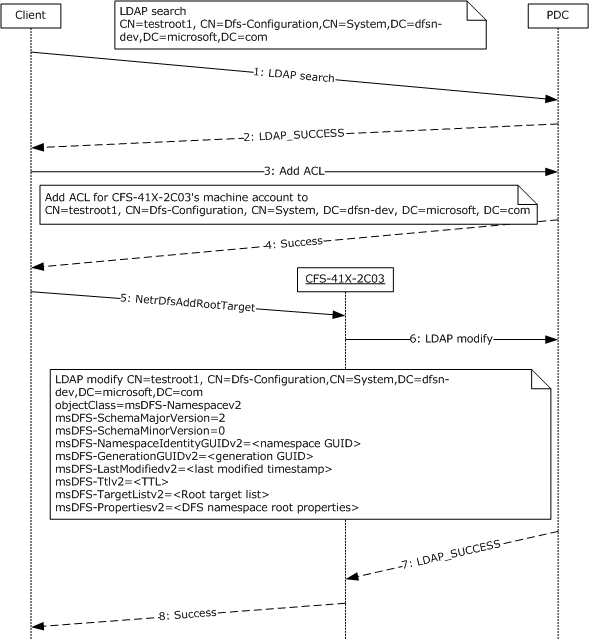 Client
LDAP search
CN=testroot1, CN=Dfs-Configuration,CN=System,DC=dfsn-
dev,DC=microsoft,DC=com
PDC
1: LDAP search
2: LDAP_SUCCESS
3: Add ACL
Add ACL for CFS-41X-2C03's machine account to
CN=testroot1, CN=Dfs-Configuration, CN=System, DC=dfsn-dev, DC=microsoft, DC=com
4: Success
CFS-41X-2C03
5: NetrDfsAddRootTarget
6: LDAP modify
LDAP modify CN=testroot1, CN=Dfs-Configuration,CN=System,DC=dfsn-
dev,DC=microsoft,DC=com
objectClass=msDFS-Namespacev2
msDFS-SchemaMajorVersion=2
msDFS-SchemaMinorVersion=0
msDFS-NamespaceIdentityGUIDv2=<namespace GUID>
msDFS-GenerationGUIDv2=<generation GUID>
msDFS-LastModifiedv2=<last modified timestamp>
msDFS-Ttlv2=<TTL>
msDFS-TargetListv2=<Root target list>
msDFS-Propertiesv2=<DFS namespace root properties>
7: LDAP_SUCCESS
8: Success